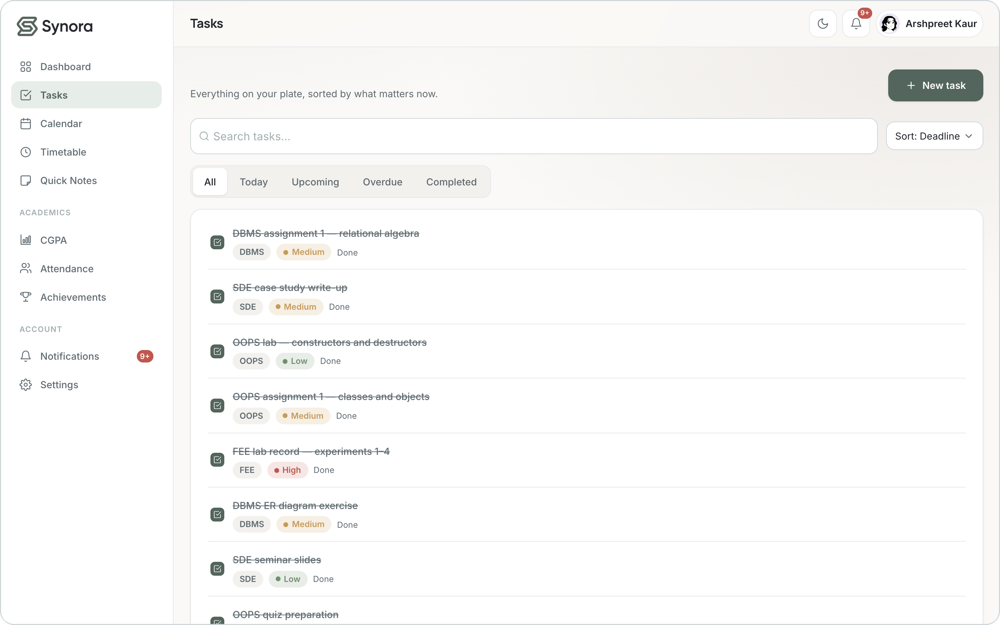 Synora
Dashboard
Tasks
Calendar
Timetable
Quick Notes
ACADEMICS
CGPA
Attendance
Achievements
ACCOUNT
Notifications 9+
Settings
Tasks
9+
Arshpreet Kaur
Everything on your plate, sorted by what matters now.
+ New task
Search tasks...
Sort: Deadline
All Today Upcoming Overdue Completed
DBMS assignment 1 — relational algebra
DBMS Medium Done
SDE case study write-up
SDE Medium Done
OOPS lab — constructors and destructors
OOPS Low Done
OOPS assignment 1 — classes and objects
OOPS Medium Done
FEE lab record — experiments 1–4
FEE High Done
DBMS ER diagram exercise
DBMS Medium Done
SDE seminar slides
SDE Low Done
OOPS quiz preparation